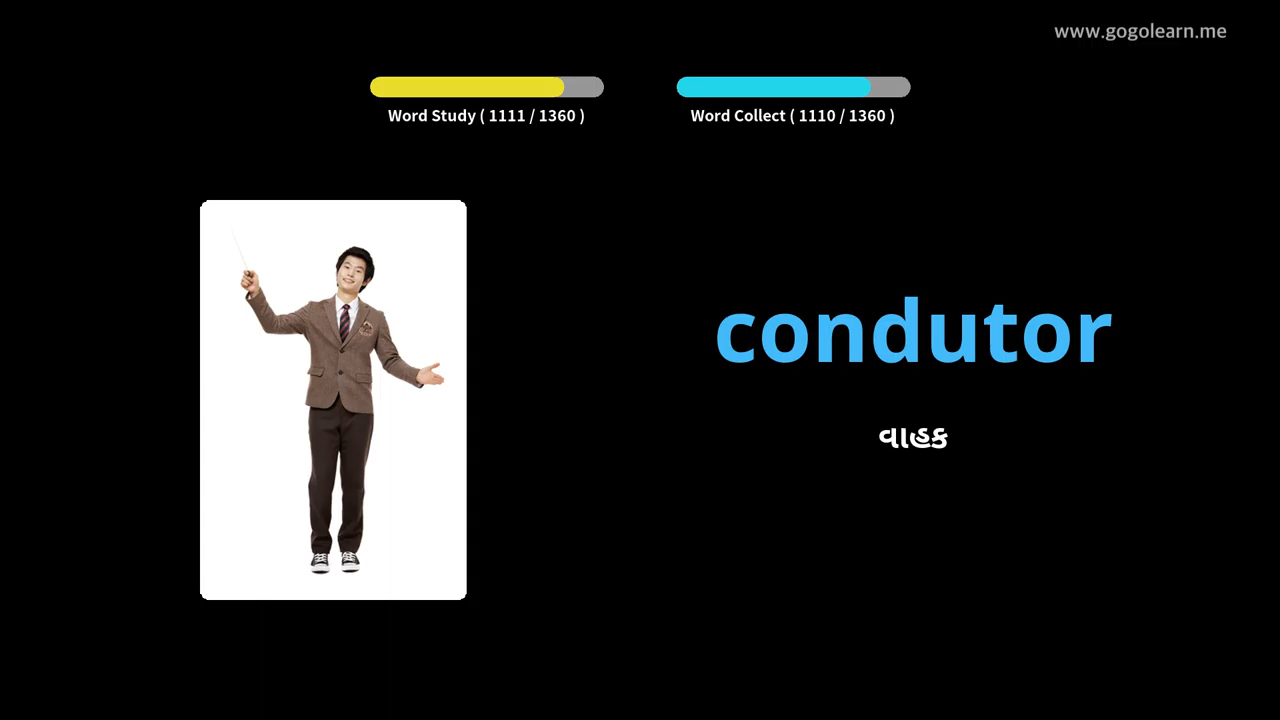 www.gogolearn.me
Word Study ( 1111 / 1360 )
Word Collect ( 1110 / 1360 )
condutor
વાહક